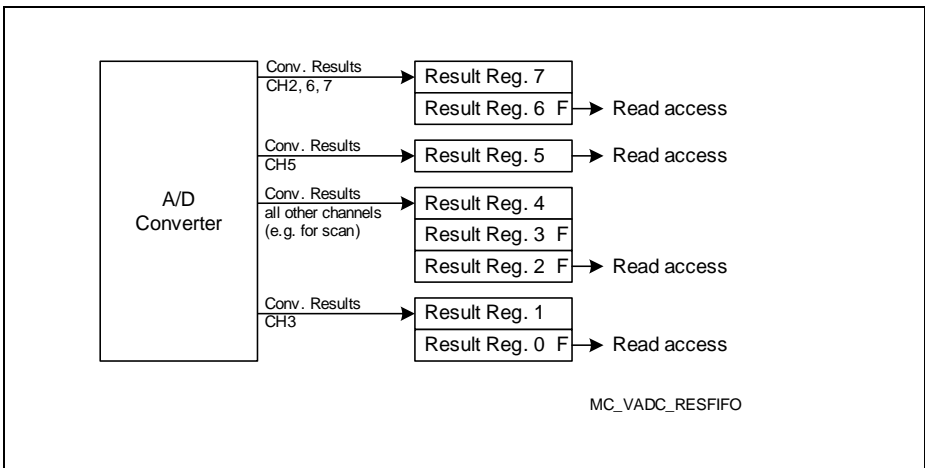 Conv. Results
CH2, 6, 7
Result Reg. 7
Result Reg. 6 F
Read access
Conv. Results
CH5
Result Reg. 5
Read access
A/D
Converter
Conv. Results
all other channels
(e.g. for scan)
Result Reg. 4
Result Reg. 3 F
Result Reg. 2 F
Read access
Conv. Results
CH3
Result Reg. 1
Result Reg. 0 F
Read access
MC_VADC_RESFIFO